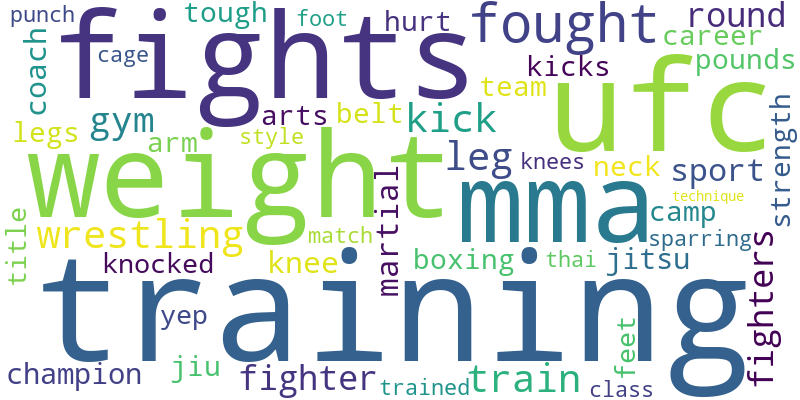 punch
tough
foot
hurt
fought
round
fights
cage
coach
career
kicks
pounds
ufc
team
arts
belt
kick
gym
legs
arm
style
weight
leg
knees
neck
sport
strength
mma
technique
martial
camp
title
wrestling
match
sparring
knocked
knee
boxing
thai
jitsu
fighters
training
yep
feet
champion
jiu
fighter
trained
train
class